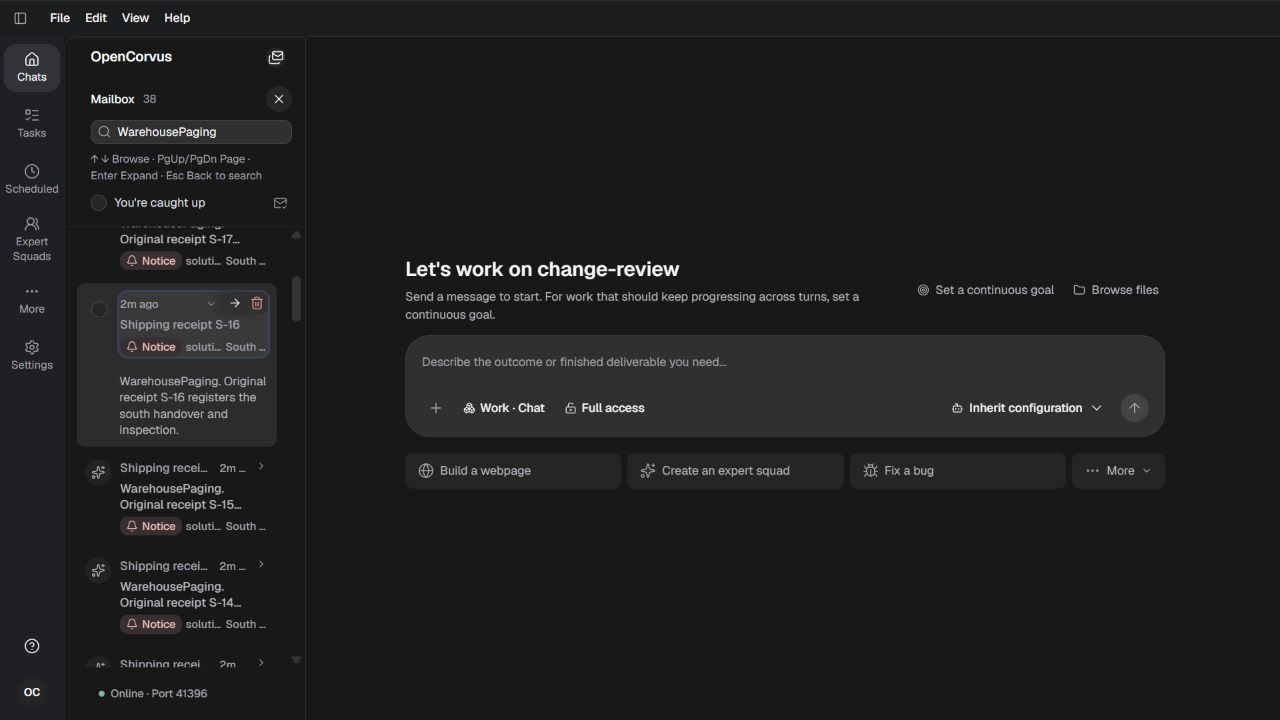 File Edit View Help
Chats
Tasks
Scheduled
Expert
Squads
More
Settings
OC
OpenCorvus
Mailbox 38
WarehousePaging
↑↓ Browse · PgUp/PgDn Page ·
Enter Expand · Esc Back to search
You're caught up
Original receipt S-17...
Notice soluti... South ...
2m ago
Shipping receipt S-16
Notice soluti... South ...
WarehousePaging. Original
receipt S-16 registers the
south handover and
inspection.
Shipping recei... 2m ...
WarehousePaging.
Original receipt S-15...
Notice soluti... South ...
Shipping recei... 2m ...
WarehousePaging.
Original receipt S-14...
Notice soluti... South ...
Shipping recei... 2m
Online · Port 41396
Let's work on change-review
Send a message to start. For work that should keep progressing across turns, set a
continuous goal.
Set a continuous goal Browse files
Describe the outcome or finished deliverable you need...
Work · Chat Full access Inherit configuration
Build a webpage Create an expert squad Fix a bug More